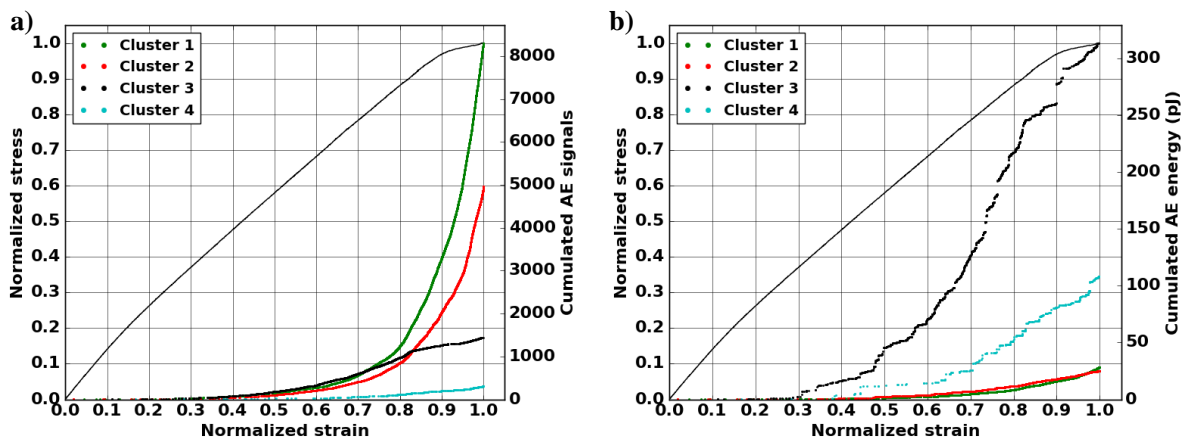 a)
Cluster 1
Cluster 2
Cluster 3
Cluster 4
1.0
0.9
0.8
0.7
0.6
0.5
0.4
0.3
0.2
0.1
0.0
Normalized stress
0.0 0.1 0.2 0.3 0.4 0.5 0.6 0.7 0.8 0.9 1.0
Normalized strain
8000
7000
6000
5000
4000
3000
2000
1000
0
Cumulated AE signals
b)
Cluster 1
Cluster 2
Cluster 3
Cluster 4
1.0
0.9
0.8
0.7
0.6
0.5
0.4
0.3
0.2
0.1
0.0
Normalized stress
0.0 0.1 0.2 0.3 0.4 0.5 0.6 0.7 0.8 0.9 1.0
Normalized strain
300
250
200
150
100
50
0
Cumulated AE energy (pJ)